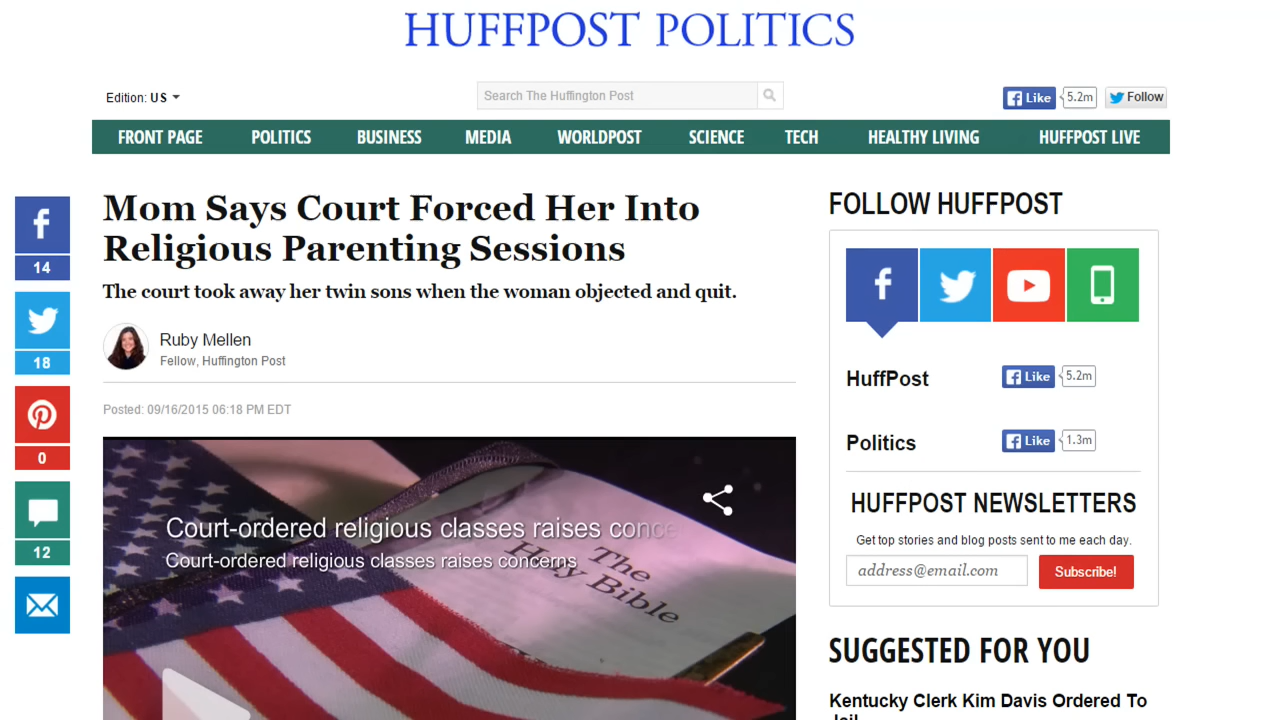 HUFFPOST POLITICS
Edition: US
Search The Huffington Post
Like
5.2m
Follow
FRONT PAGE
POLITICS
BUSINESS
MEDIA
WORLDPOST
SCIENCE
TECH
HEALTHY LIVING
HUFFPOST LIVE
14
18
0
12
Mom Says Court Forced Her Into
Religious Parenting Sessions
The court took away her twin sons when the woman objected and quit.
Ruby Mellen
Fellow, Huffington Post
Posted: 09/16/2015 06:18 PM EDT
Court-ordered religious classes raises conce
Court-ordered religious classes raises concerns
The
Holy Bible
FOLLOW HUFFPOST
HuffPost
Like
5.2m
Politics
Like
1.3m
HUFFPOST NEWSLETTERS
Get top stories and blog posts sent to me each day.
address@email.com
Subscribe!
SUGGESTED FOR YOU
Kentucky Clerk Kim Davis Ordered To
Jail